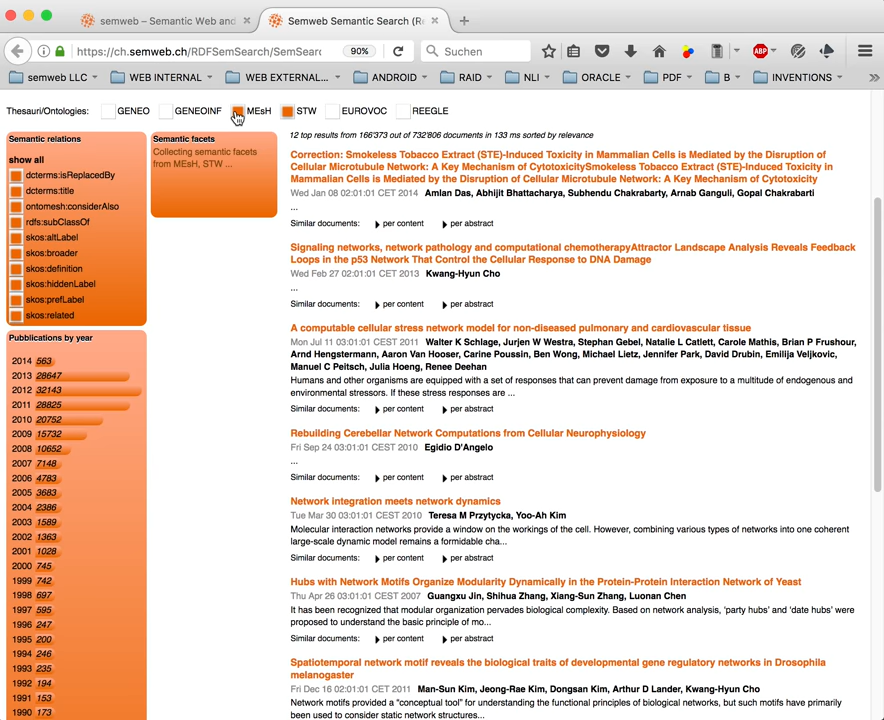 semweb – Semantic Web and
Semweb Semantic Search (R
https://ch.semweb.ch/RDFSemSearch/SemSearc
90%
Suchen
ABP
semweb LLC
WEB INTERNAL
WEB EXTERNAL...
ANDROID
RAID
NLI
ORACLE
PDF
B
INVENTIONS
Thesauri/Ontologies: GENEO GENEOINF MEsH STW EUROVOC REEGLE
Semantic relations
show all
dcterms:isReplacedBy
dcterms:title
ontomesh:considerAlso
rdfs:subClassOf
skos:altLabel
skos:broader
skos:definition
skos:hiddenLabel
skos:prefLabel
skos:related
Pubblications by year
2014 563
2013 28647
2012 32143
2011 28825
2010 20752
2009 15732
2008 10652
2007 7148
2006 4783
2005 3683
2004 2386
2003 1589
2002 1363
2001 1028
2000 745
1999 742
1998 697
1997 595
1996 247
1995 200
1994 246
1993 235
1992 194
1991 153
1990 173
Semantic facets
Collecting semantic facets
from MEsH, STW ...
12 top results from 166'373 out of 732'806 documents in 133 ms sorted by relevance
Correction: Smokeless Tobacco Extract (STE)-Induced Toxicity in Mammalian Cells is Mediated by the Disruption of
Cellular Microtubule Network: A Key Mechanism of CytotoxicitySmokeless Tobacco Extract (STE)-Induced Toxicity in
Mammalian Cells is Mediated by the Disruption of Cellular Microtubule Network: A Key Mechanism of Cytotoxicity
Wed Jan 08 02:01:01 CET 2014 Amlan Das, Abhijit Bhattacharya, Subhendu Chakrabarty, Arnab Ganguli, Gopal Chakrabarti
...
Similar documents: per content per abstract
Signaling networks, network pathology and computational chemotherapyAttractor Landscape Analysis Reveals Feedback
Loops in the p53 Network That Control the Cellular Response to DNA Damage
Wed Feb 27 02:01:01 CET 2013 Kwang-Hyun Cho
...
Similar documents: per content per abstract
A computable cellular stress network model for non-diseased pulmonary and cardiovascular tissue
Mon Jul 11 03:01:01 CEST 2011 Walter K Schlage, Jurjen W Westra, Stephan Gebel, Natalie L Catlett, Carole Mathis, Brian P Frushour,
Arnd Hengstermann, Aaron Van Hooser, Carine Poussin, Ben Wong, Michael Lietz, Jennifer Park, David Drubin, Emilija Veljkovic,
Manuel C Peitsch, Julia Hoeng, Renee Deehan
Humans and other organisms are equipped with a set of responses that can prevent damage from exposure to a multitude of endogenous and
environmental stressors. If these stress responses are ...
Similar documents: per content per abstract
Rebuilding Cerebellar Network Computations from Cellular Neurophysiology
Fri Sep 24 03:01:01 CEST 2010 Egidio D'Angelo
...
Similar documents: per content per abstract
Network integration meets network dynamics
Tue Mar 30 03:01:01 CEST 2010 Teresa M Przytycka, Yoo-Ah Kim
Molecular interaction networks provide a window on the workings of the cell. However, combining various types of networks into one coherent
large-scale dynamic model remains a formidable cha...
Similar documents: per content per abstract
Hubs with Network Motifs Organize Modularity Dynamically in the Protein-Protein Interaction Network of Yeast
Thu Apr 26 03:01:01 CEST 2007 Guangxu Jin, Shihua Zhang, Xiang-Sun Zhang, Luonan Chen
It has been recognized that modular organization pervades biological complexity. Based on network analysis, 'party hubs' and 'date hubs' were
proposed to understand the basic principle of mo...
Similar documents: per content per abstract
Spatiotemporal network motif reveals the biological traits of developmental gene regulatory networks in Drosophila
melanogaster
Fri Dec 16 02:01:01 CET 2011 Man-Sun Kim, Jeong-Rae Kim, Dongsan Kim, Arthur D Lander, Kwang-Hyun Cho
Network motifs provided a “conceptual tool” for understanding the functional principles of biological networks, but such motifs have primarily
been used to consider static network structures...